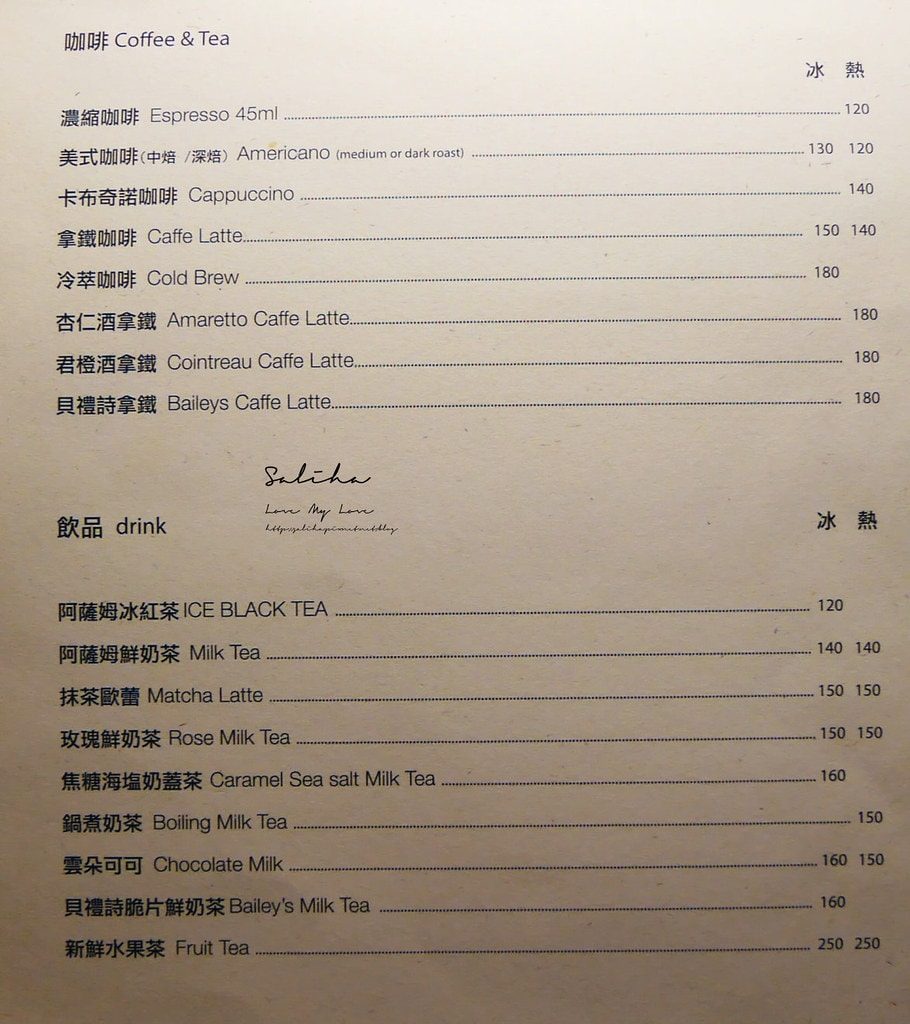 咖啡 Coffee & Tea
冰 熱
濃縮咖啡 Espresso 45ml 120
美式咖啡(中焙 /深焙) Americano (medium or dark roast) 130 120
卡布奇諾咖啡 Cappuccino 140
拿鐵咖啡 Caffe Latte 150 140
冷萃咖啡 Cold Brew 180
杏仁酒拿鐵 Amaretto Caffe Latte 180
君橙酒拿鐵 Cointreau Caffe Latte 180
貝禮詩拿鐵 Baileys Caffe Latte 180
Saliha
Love My Love
飲品 drink 冰 熱
阿薩姆冰紅茶 ICE BLACK TEA 120
阿薩姆鮮奶茶 Milk Tea 140 140
抹茶歐蕾 Matcha Latte 150 150
玫瑰鮮奶茶 Rose Milk Tea 150 150
焦糖海塩奶蓋茶 Caramel Sea salt Milk Tea 160
鍋煮奶茶 Boiling Milk Tea 150
雲朵可可 Chocolate Milk 160 150
貝禮詩脆片鮮奶茶 Bailey's Milk Tea 160
新鮮水果茶 Fruit Tea 250 250